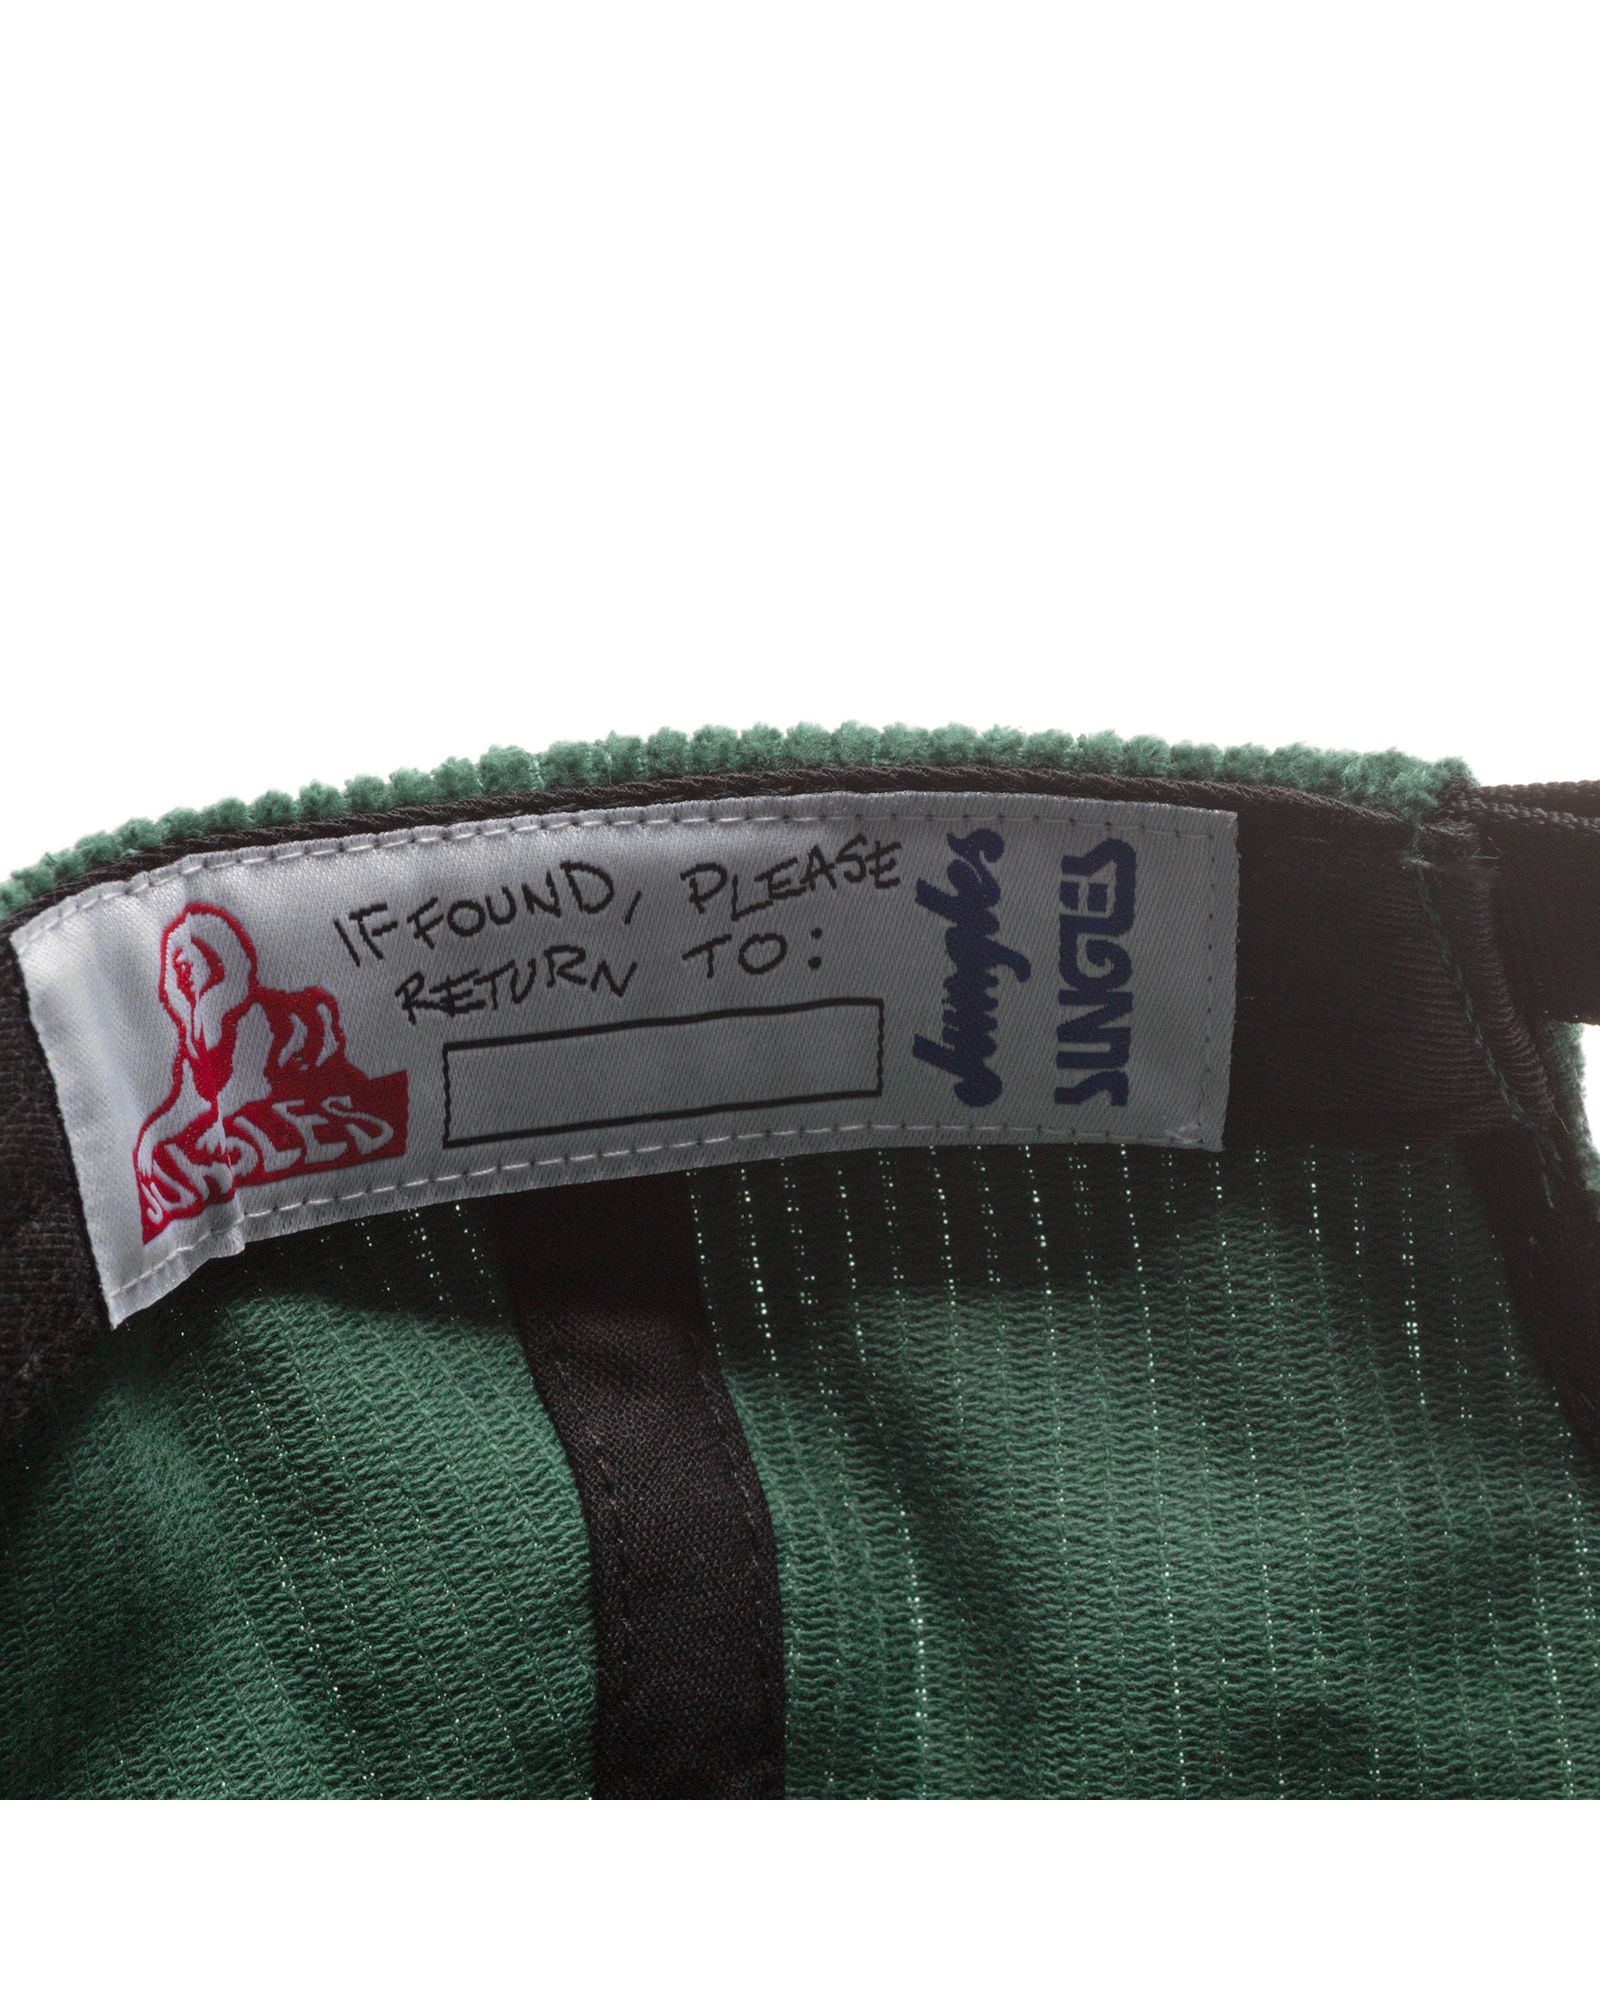 JUNGLES
IF FOUND, PLEASE
RETURN TO:
Jungles
JUNGLES